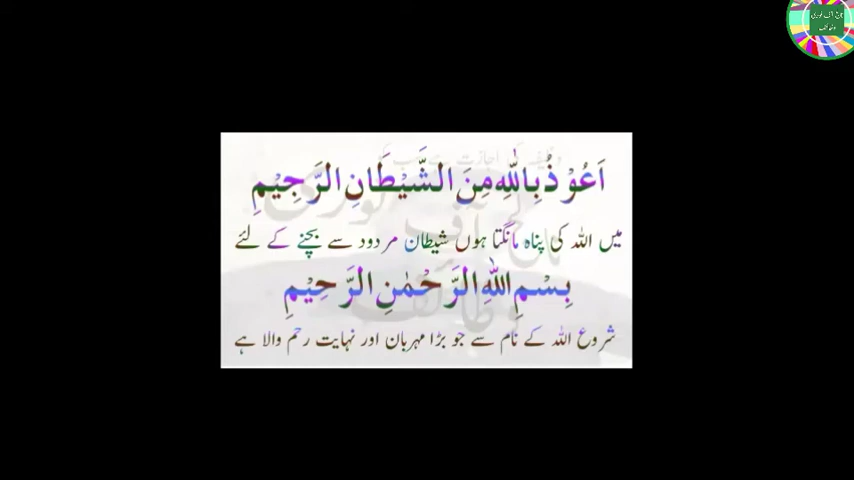 اَعُوْذُبِاللّٰهِ مِنَ الشَّيْطَانِ الرَّجِيْمِ
میں اللہ کی پناہ مانگتا ہوں شیطان مردود سے بچنے کے لئے
بِسْمِ اللّٰهِ الرَّحْمٰنِ الرَّحِيْمِ
شروع اللہ کے نام سے جو بڑا مہربان اور نہایت رحم والا ہے